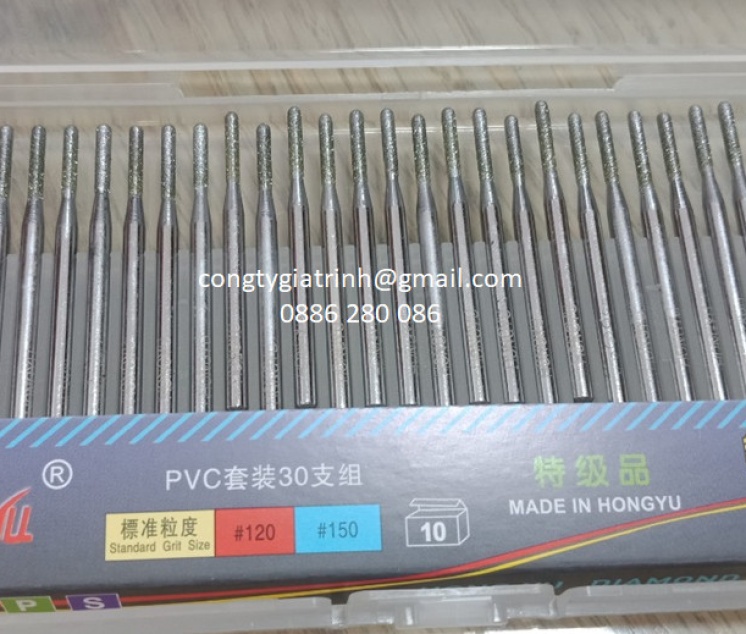 congtygiatrinh@gmail.com
0886 280 086
®
PVC套装30支组
特级品
MADE IN HONGYU
標准粒度
Standard Grit Size
#120
#150
10
P
S
DIAMOND